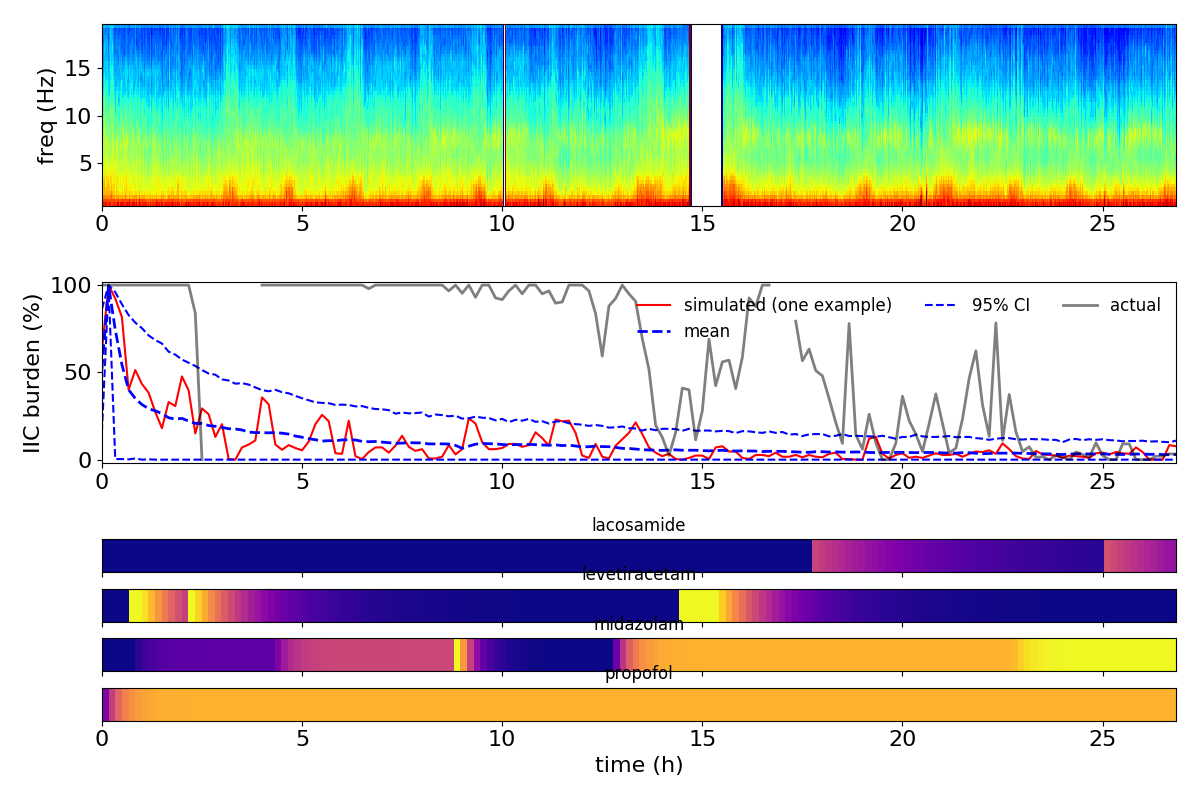 freq (Hz)
15
10
5
0 5 10 15 20 25
IIC burden (%)
100
50
0
simulated (one example)
mean
95% CI
actual
0 5 10 15 20 25
lacosamide
levetiracetam
midazolam
propofol
0 5 10 15 20 25
time (h)